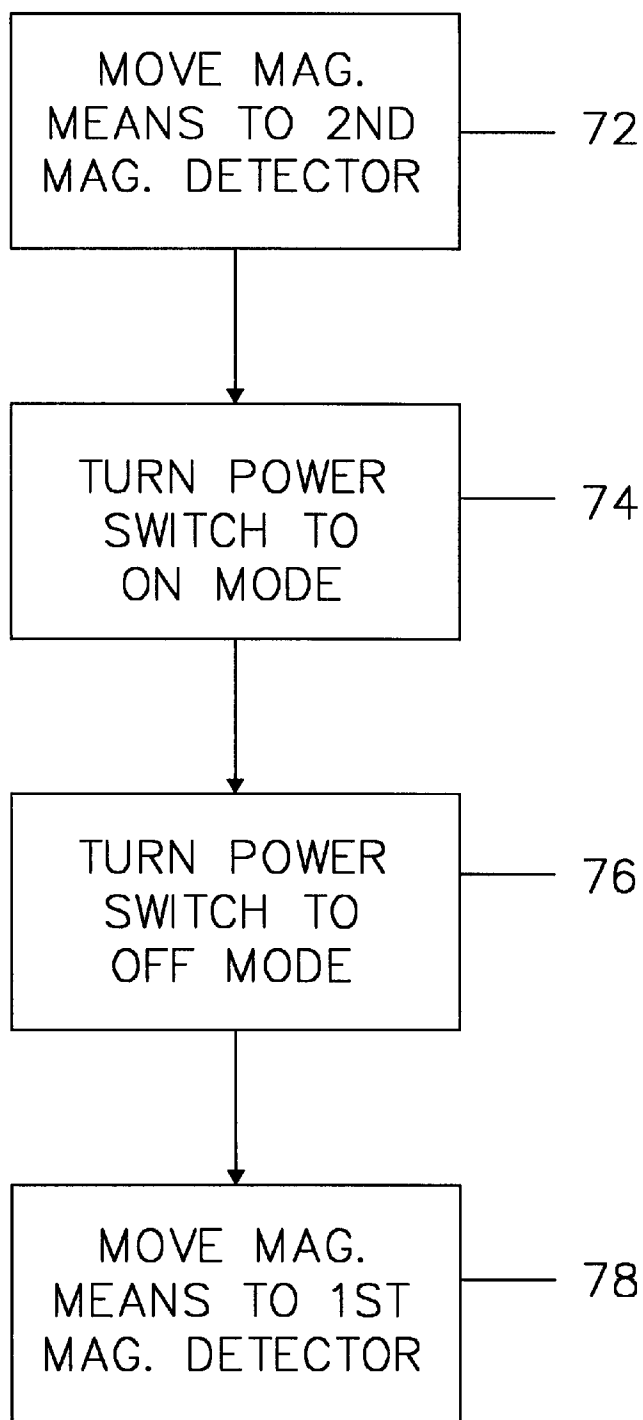 MOVE MAG.
MEANS TO 2ND
MAG. DETECTOR
72
TURN POWER
SWITCH TO
ON MODE
74
TURN POWER
SWITCH TO
OFF MODE
76
MOVE MAG.
MEANS TO 1ST
MAG. DETECTOR
78